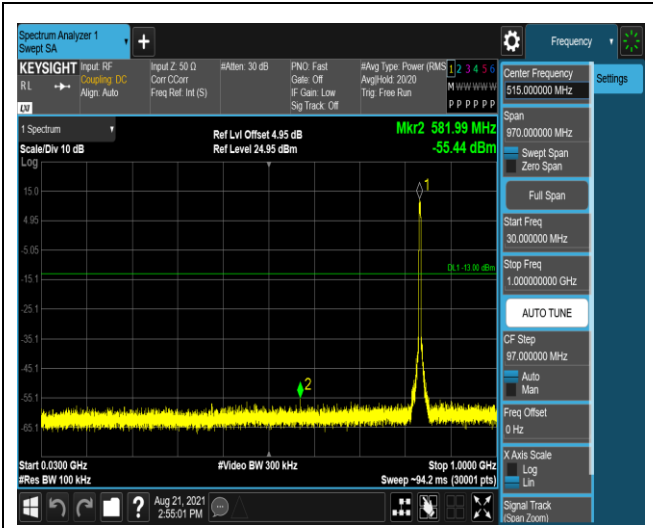 Spectrum Analyzer 1
Swept SA
+
Frequency
KEYSIGHT
RL
LXI
Input: RF
Coupling: DC
Align: Auto
Input Z: 50 Ω
Corr CCorr
Freq Ref: Int (S)
#Atten: 30 dB
PNO: Fast
Gate: Off
IF Gain: Low
Sig Track: Off
#Avg Type: Power (RMS
Avg|Hold: 20/20
Trig: Free Run
1 2 3 4 5 6
M W W W W W
P P P P P P
Center Frequency
515.000000 MHz
Settings
1 Spectrum
Scale/Div 10 dB
Ref Lvl Offset 4.95 dB
Ref Level 24.95 dBm
Mkr2 581.99 MHz
-55.44 dBm
Span
970.000000 MHz
Swept Span
Zero Span
Full Span
Start Freq
30.000000 MHz
Stop Freq
1.000000000 GHz
AUTO TUNE
CF Step
97.000000 MHz
Auto
Man
Freq Offset
0 Hz
X Axis Scale
Log
Lin
Signal Track
(Span Zoom)
Log
15.0
4.95
-5.05
-15.1
-25.1
-35.1
-45.1
-55.1
-65.1
1
DL1 -13.00 dBm
2
Start 0.0300 GHz
#Res BW 100 kHz
#Video BW 300 kHz
Stop 1.0000 GHz
Sweep ~94.2 ms (30001 pts)
?
Aug 21, 2021
2:55:01 PM